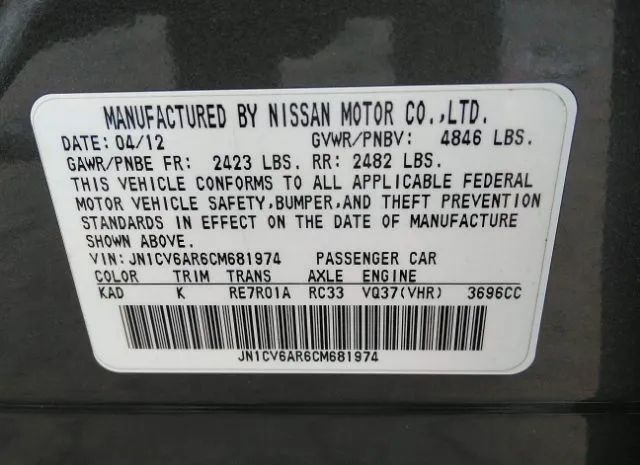 MANUFACTURED BY NISSAN MOTOR CO.,LTD.
DATE: 04/12 GVWR/PNBV: 4846 LBS.
GAWR/PNBE FR: 2423 LBS. RR: 2482 LBS.
THIS VEHICLE CONFORMS TO ALL APPLICABLE FEDERAL
MOTOR VEHICLE SAFETY,BUMPER,AND THEFT PREVENTION
STANDARDS IN EFFECT ON THE DATE OF MANUFACTURE
SHOWN ABOVE.
VIN: JN1CV6AR6CM681974 PASSENGER CAR
COLOR TRIM TRANS AXLE ENGINE
KAD K RE7R01A RC33 VQ37(VHR) 3696CC
JN1CV6AR6CM681974